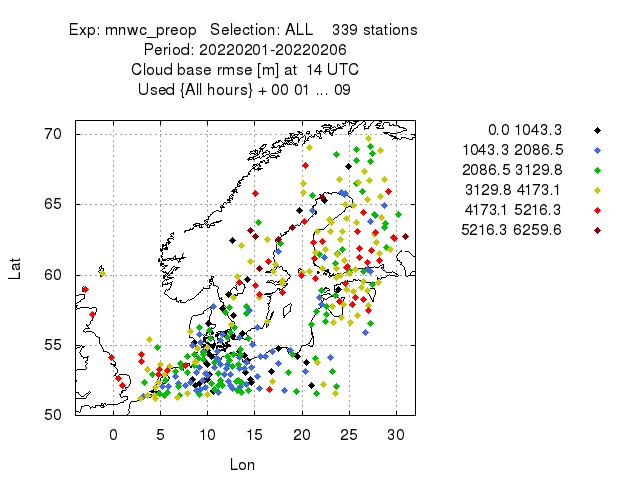 Exp: mnwc_preop Selection: ALL 339 stations
Period: 20220201-20220206
Cloud base rmse [m] at 14 UTC
Used {All hours} + 00 01 ... 09
70
65
60
55
50
0 5 10 15 20 25 30
Lat
Lon
0.0 1043.3
1043.3 2086.5
2086.5 3129.8
3129.8 4173.1
4173.1 5216.3
5216.3 6259.6